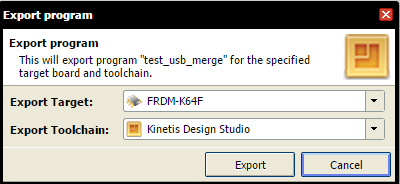 Export program
Export program
This will export program "test_usb_merge" for the specified
target board and toolchain.
Export Target: FRDM-K64F
Export Toolchain: Kinetis Design Studio
Export Cancel